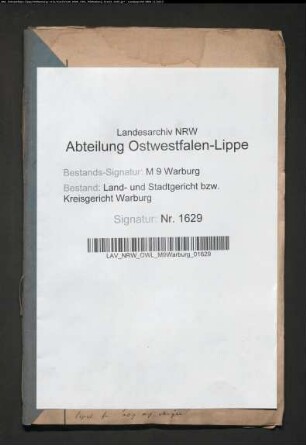 Landesarchiv NRW
Abteilung Ostwestfalen-Lippe
Bestands-Signatur: M 9 Warburg
Bestand: Land- und Stadtgericht bzw.
Kreisgericht Warburg
Signatur: Nr. 1629
LAV_NRW_OWL_M9Warburg_01629